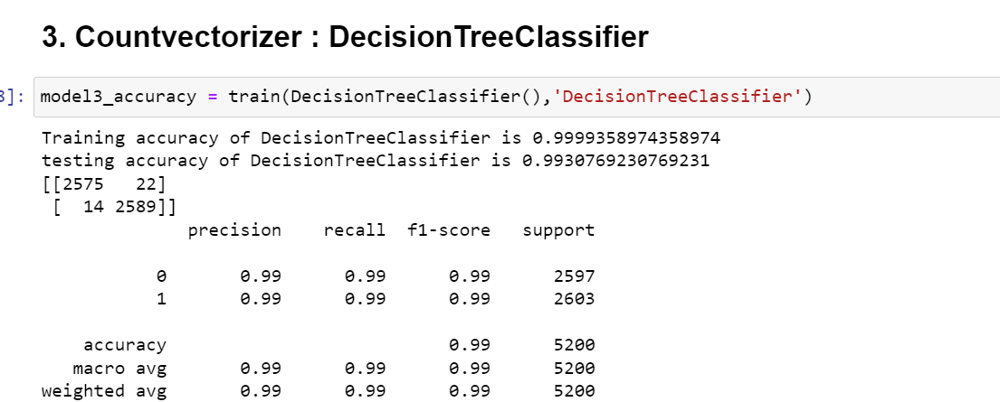 3. Countvectorizer : DecisionTreeClassifier
8]: model3_accuracy = train(DecisionTreeClassifier(),'DecisionTreeClassifier')
Training accuracy of DecisionTreeClassifier is 0.9999358974358974
testing accuracy of DecisionTreeClassifier is 0.9930769230769231
[[2575   22]
 [  14 2589]]
              precision    recall  f1-score   support
           0       0.99      0.99      0.99      2597
           1       0.99      0.99      0.99      2603
    accuracy                           0.99      5200
   macro avg       0.99      0.99      0.99      5200
weighted avg       0.99      0.99      0.99      5200